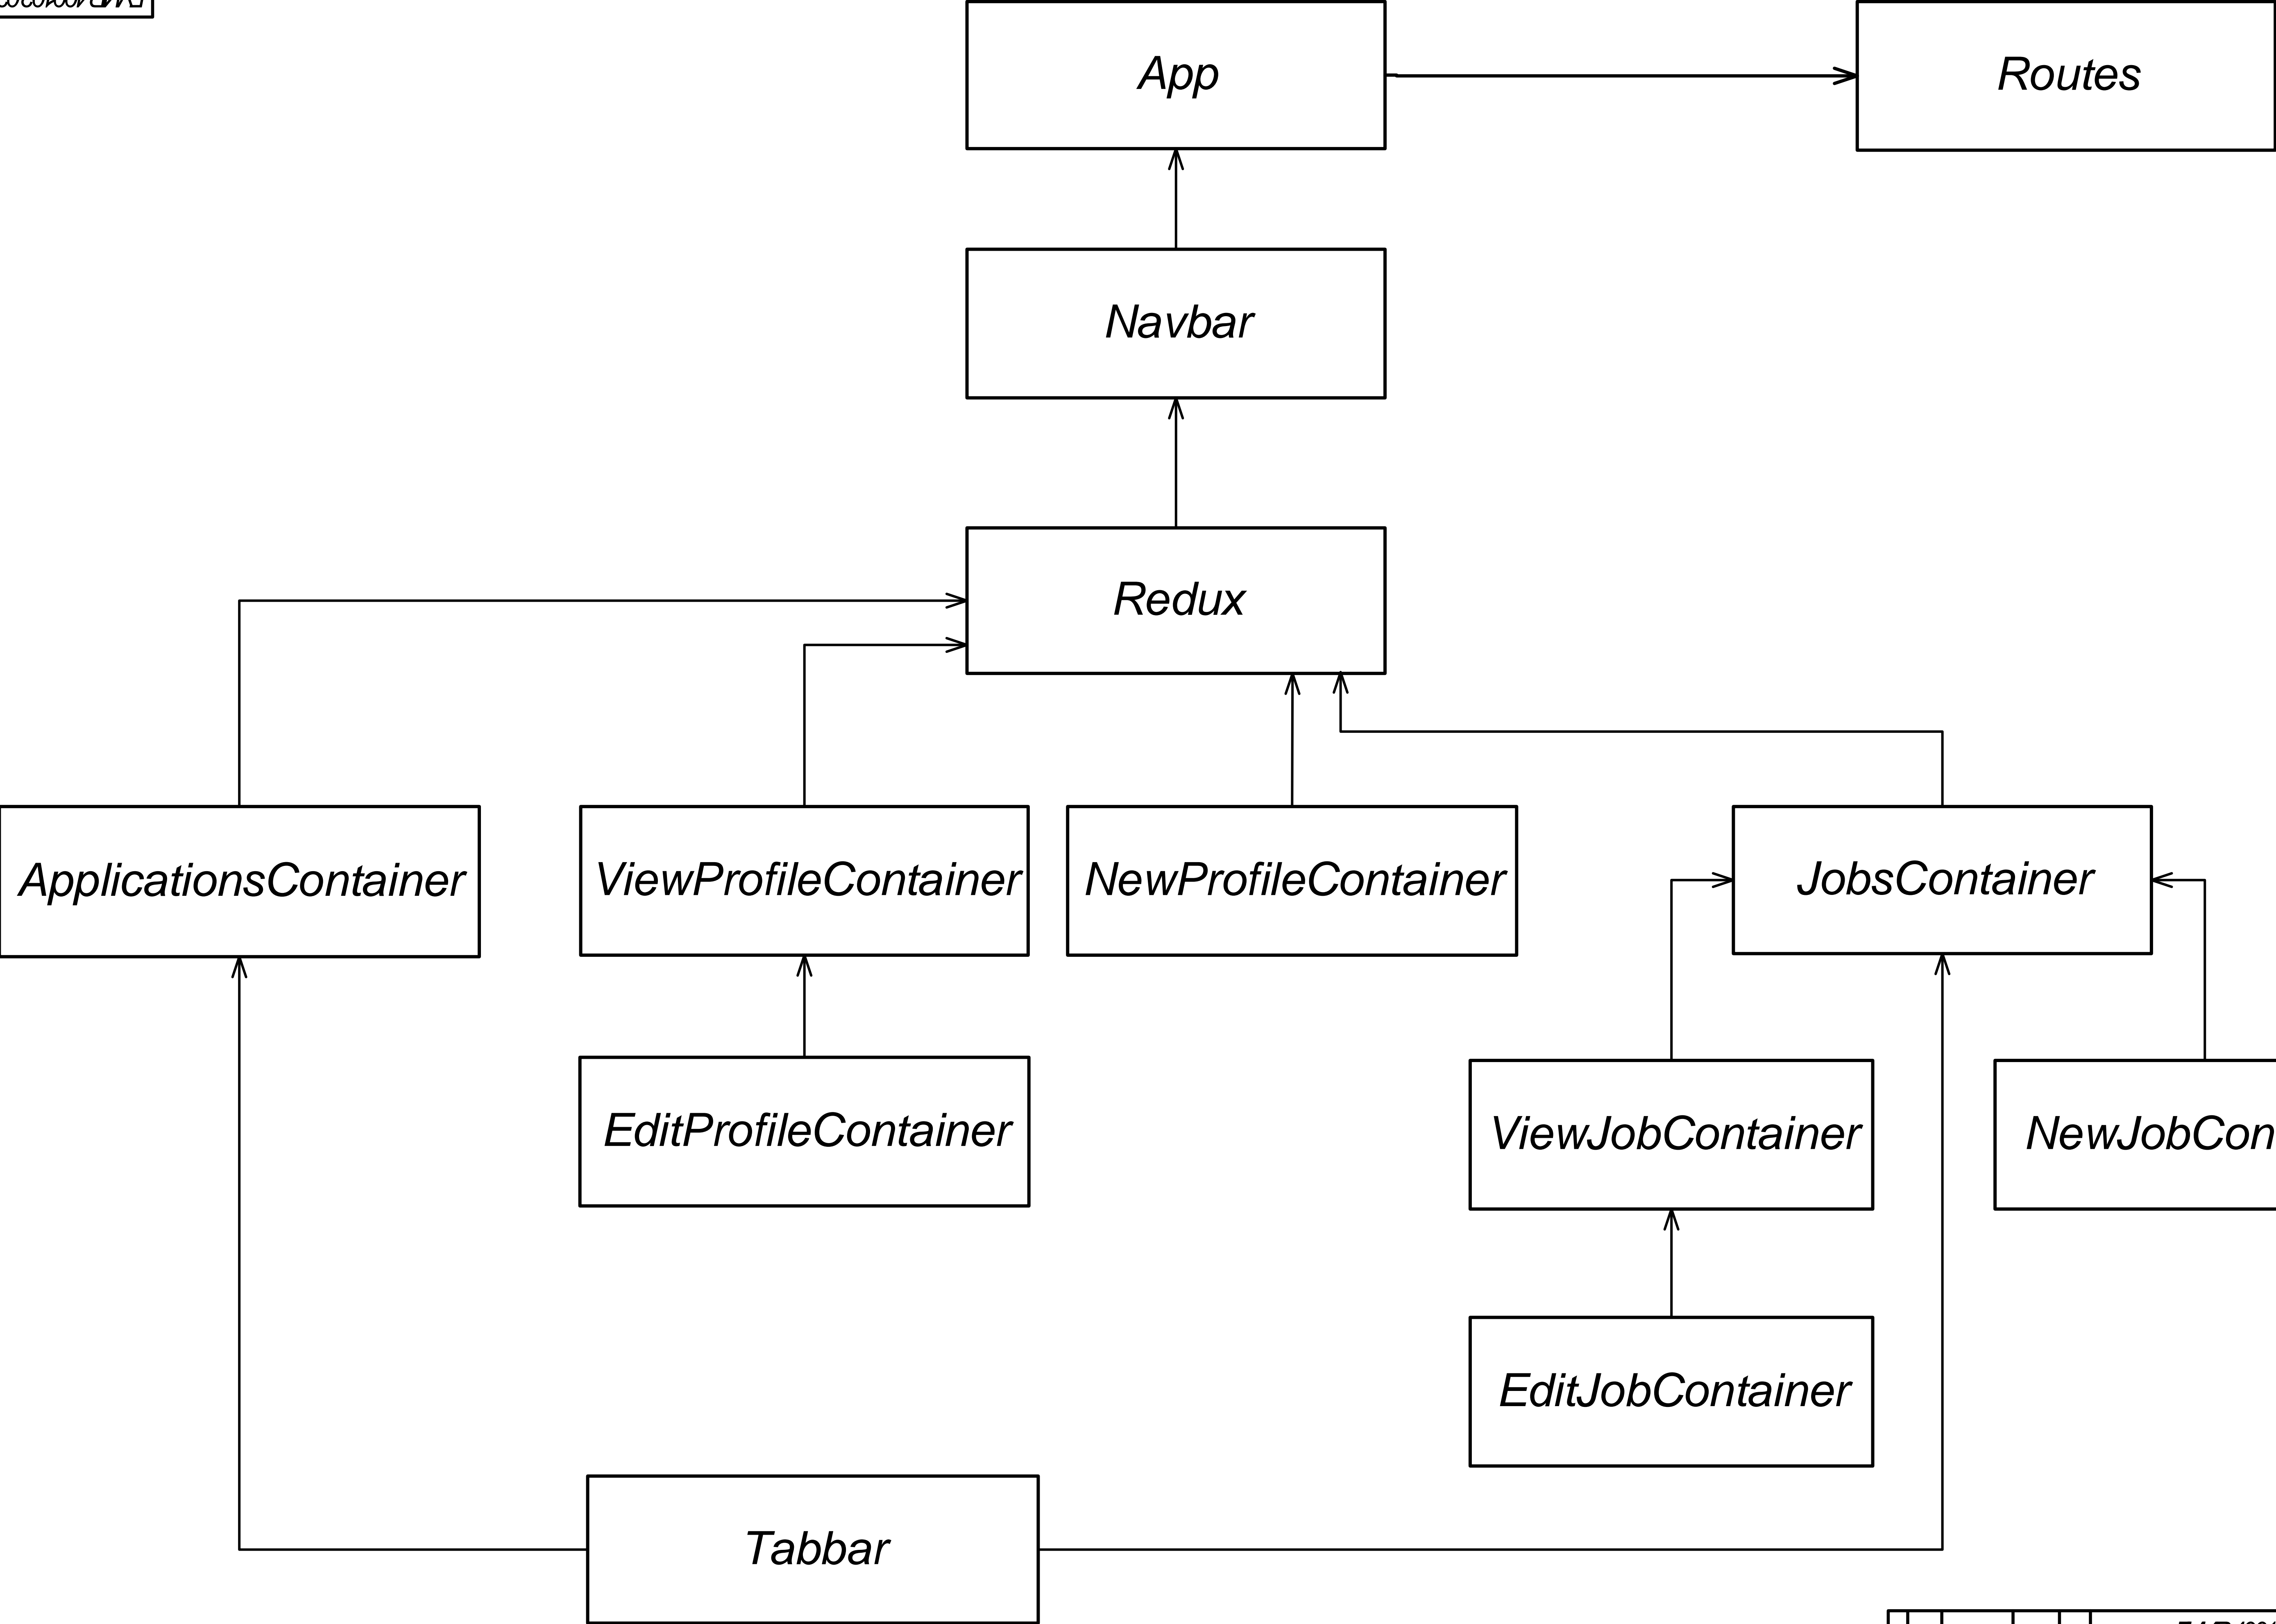 App
Routes
Navbar
Redux
ApplicationsContainer
ViewProfileContainer
NewProfileContainer
JobsContainer
EditProfileContainer
ViewJobContainer
NewJobCon
EditJobContainer
Tabbar